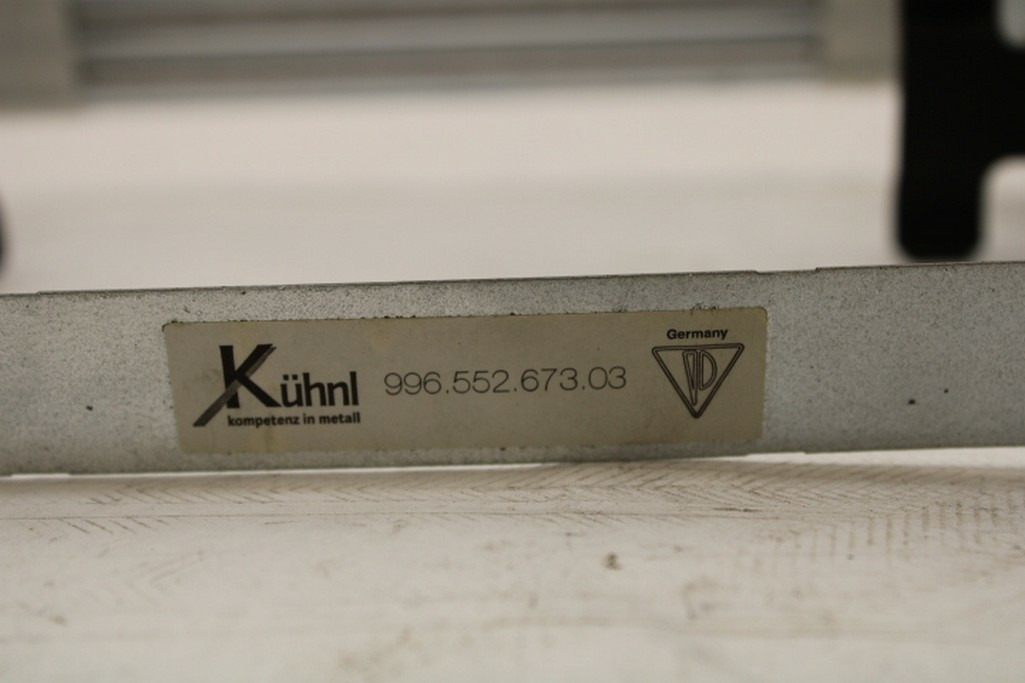 Kühnl
kompetenz in metall
996.552.673.03
Germany